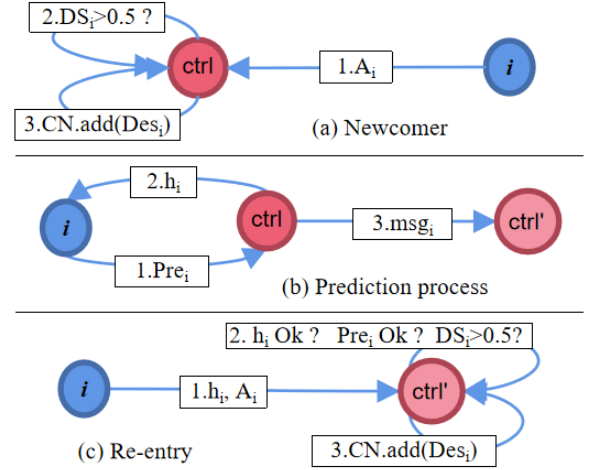 2.DSᵢ>0.5 ?
ctrl
1.Aᵢ
i
3.CN.add(Desᵢ)
(a) Newcomer
2.hᵢ
i
ctrl
3.msgᵢ
ctrl'
1.Preᵢ
(b) Prediction process
2. hᵢ Ok ? Preᵢ Ok ? DSᵢ>0.5?
i
1.hᵢ, Aᵢ
ctrl'
3.CN.add(Desᵢ)
(c) Re-entry